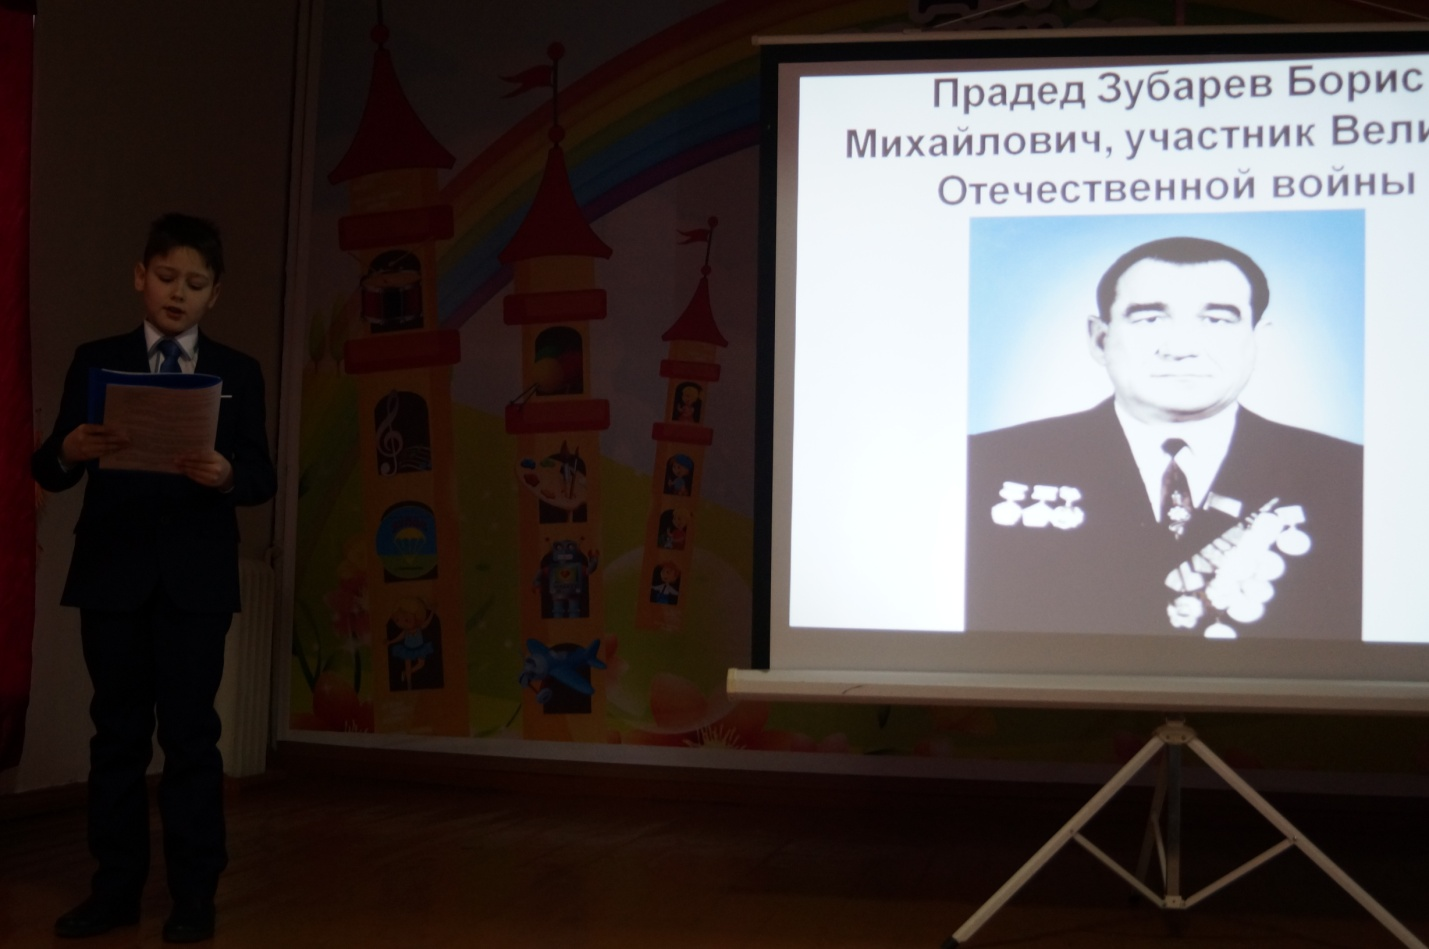 Прадед Зубарев Борис
Михайлович, участник Вели
Отечественной войны